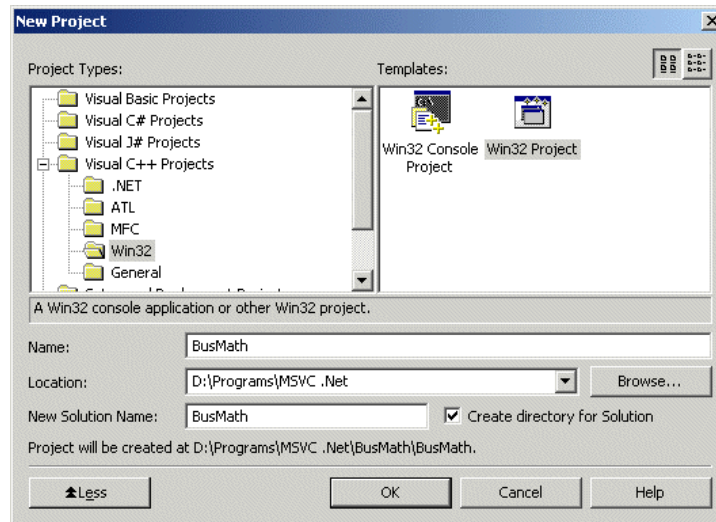 New Project
Project Types:
Templates:
Visual Basic Projects
Visual C# Projects
Visual J# Projects
Visual C++ Projects
.NET
ATL
MFC
Win32
General
Win32 Console
Project
Win32 Project
A Win32 console application or other Win32 project.
Name:
BusMath
Location:
D:\Programs\MSVC .Net
Browse...
New Solution Name:
BusMath
Create directory for Solution
Project will be created at D:\Programs\MSVC .Net\BusMath\BusMath.
Less
OK
Cancel
Help